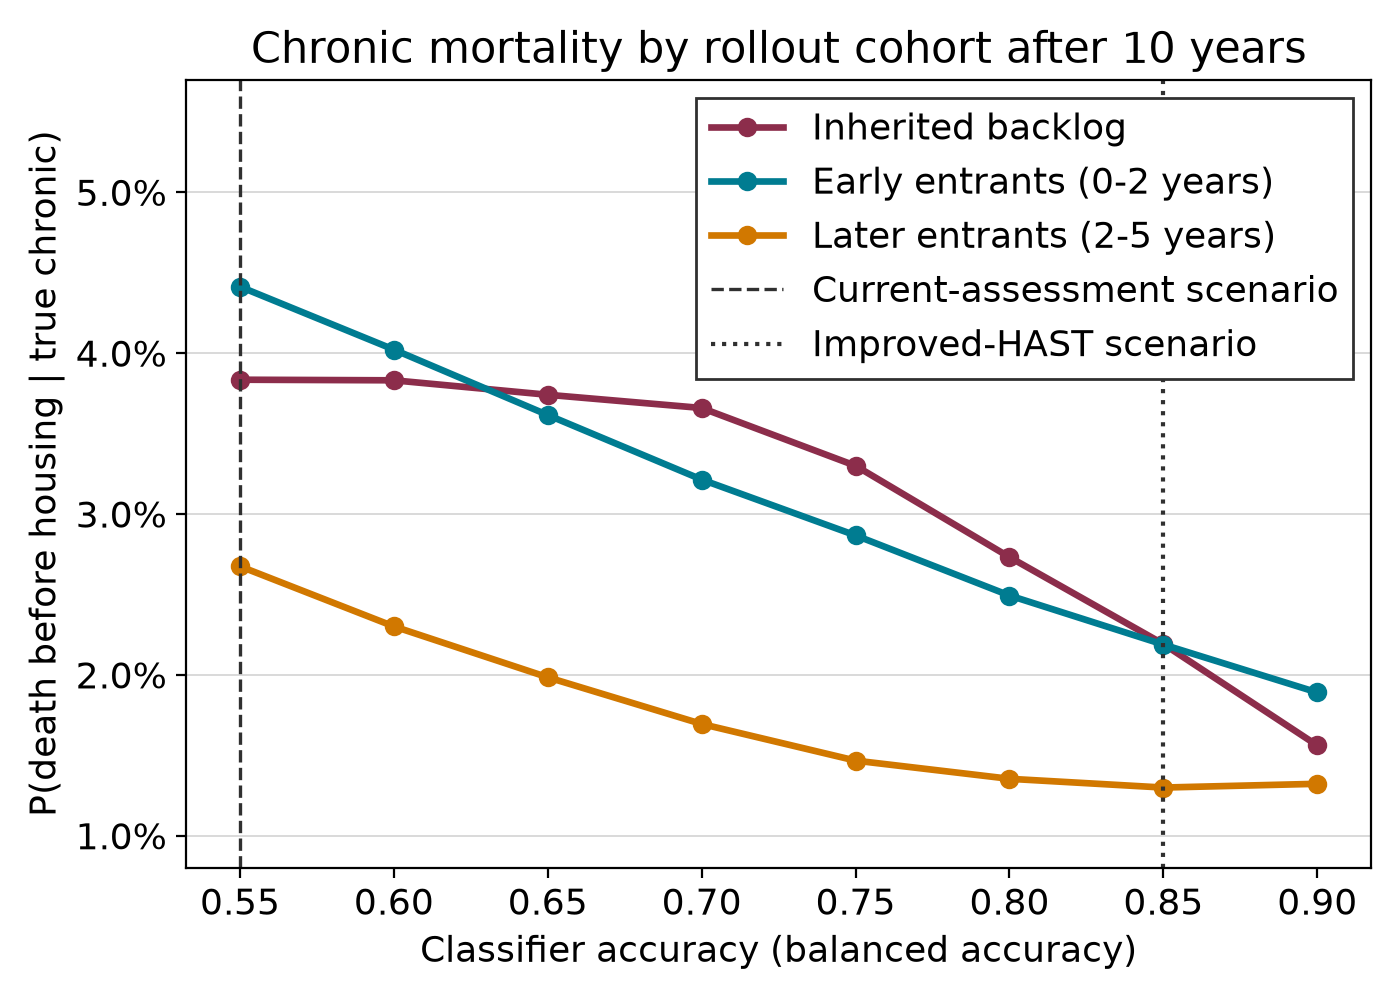 Chronic mortality by rollout cohort after 10 years
P(death before housing | true chronic)
5.0%
4.0%
3.0%
2.0%
1.0%
Inherited backlog
Early entrants (0-2 years)
Later entrants (2-5 years)
Current-assessment scenario
Improved-HAST scenario
0.55 0.60 0.65 0.70 0.75 0.80 0.85 0.90
Classifier accuracy (balanced accuracy)